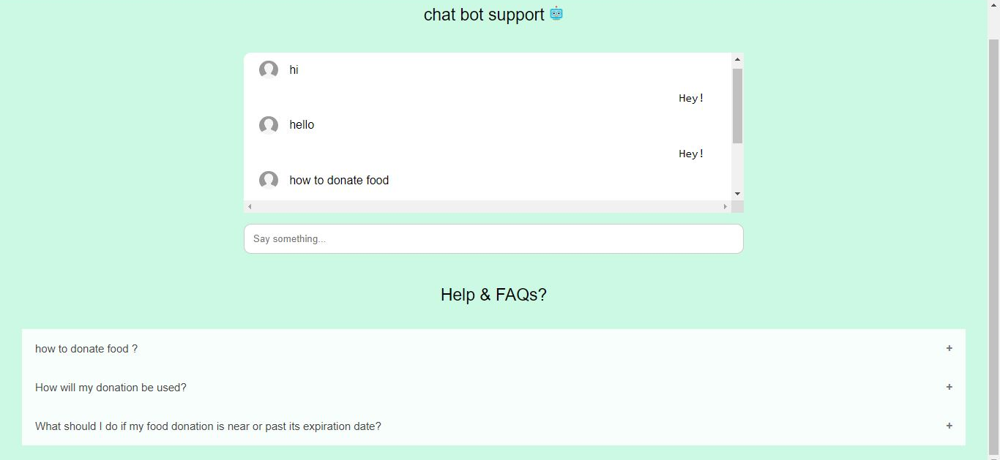 chat bot support 🤖
hi
Hey!
hello
Hey!
how to donate food
Say something...
Help & FAQs?
how to donate food ? +
How will my donation be used? +
What should I do if my food donation is near or past its expiration date? +